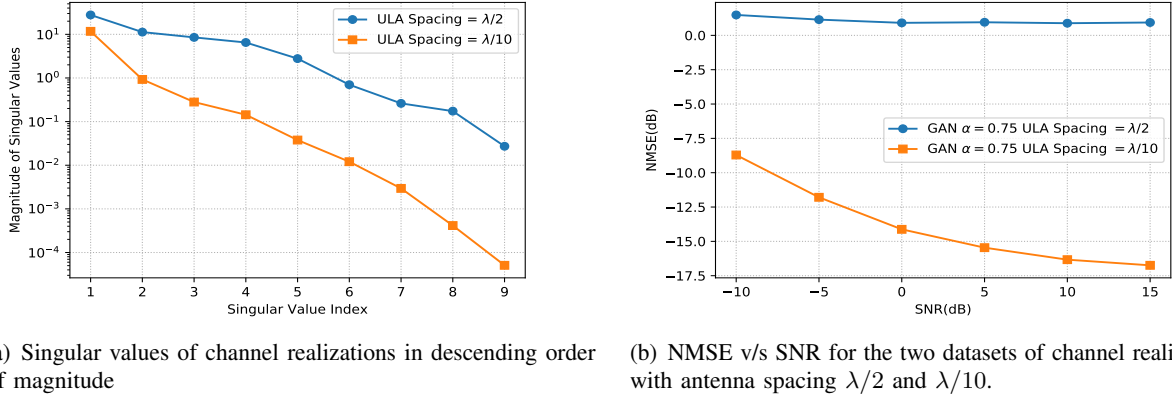 ULA Spacing = λ/2
ULA Spacing = λ/10
10¹
10⁰
10⁻¹
10⁻²
10⁻³
10⁻⁴
Magnitude of Singular Values
1 2 3 4 5 6 7 8 9
Singular Value Index
0.0
−2.5
−5.0
−7.5
−10.0
−12.5
−15.0
−17.5
NMSE(dB)
GAN α = 0.75 ULA Spacing = λ/2
GAN α = 0.75 ULA Spacing = λ/10
−10 −5 0 5 10 15
SNR(dB)
) Singular values of channel realizations in descending order
f magnitude
(b) NMSE v/s SNR for the two datasets of channel reali
with antenna spacing λ/2 and λ/10.